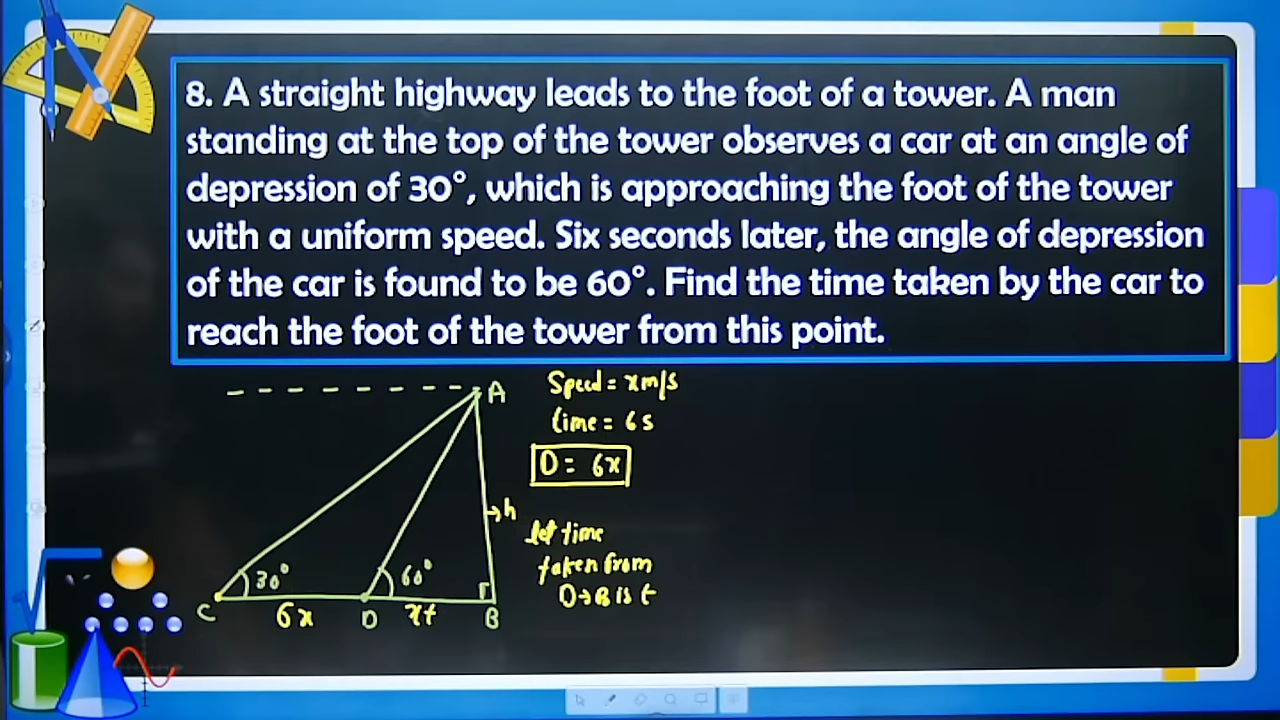 8. A straight highway leads to the foot of a tower. A man
standing at the top of the tower observes a car at an angle of
depression of 30°, which is approaching the foot of the tower
with a uniform speed. Six seconds later, the angle of depression
of the car is found to be 60°. Find the time taken by the car to
reach the foot of the tower from this point.
A
Speed = x m/s
time = 6 s
D = 6x
h
let time
taken from
D→B is t
30°
60°
C
6x
D
xt
B